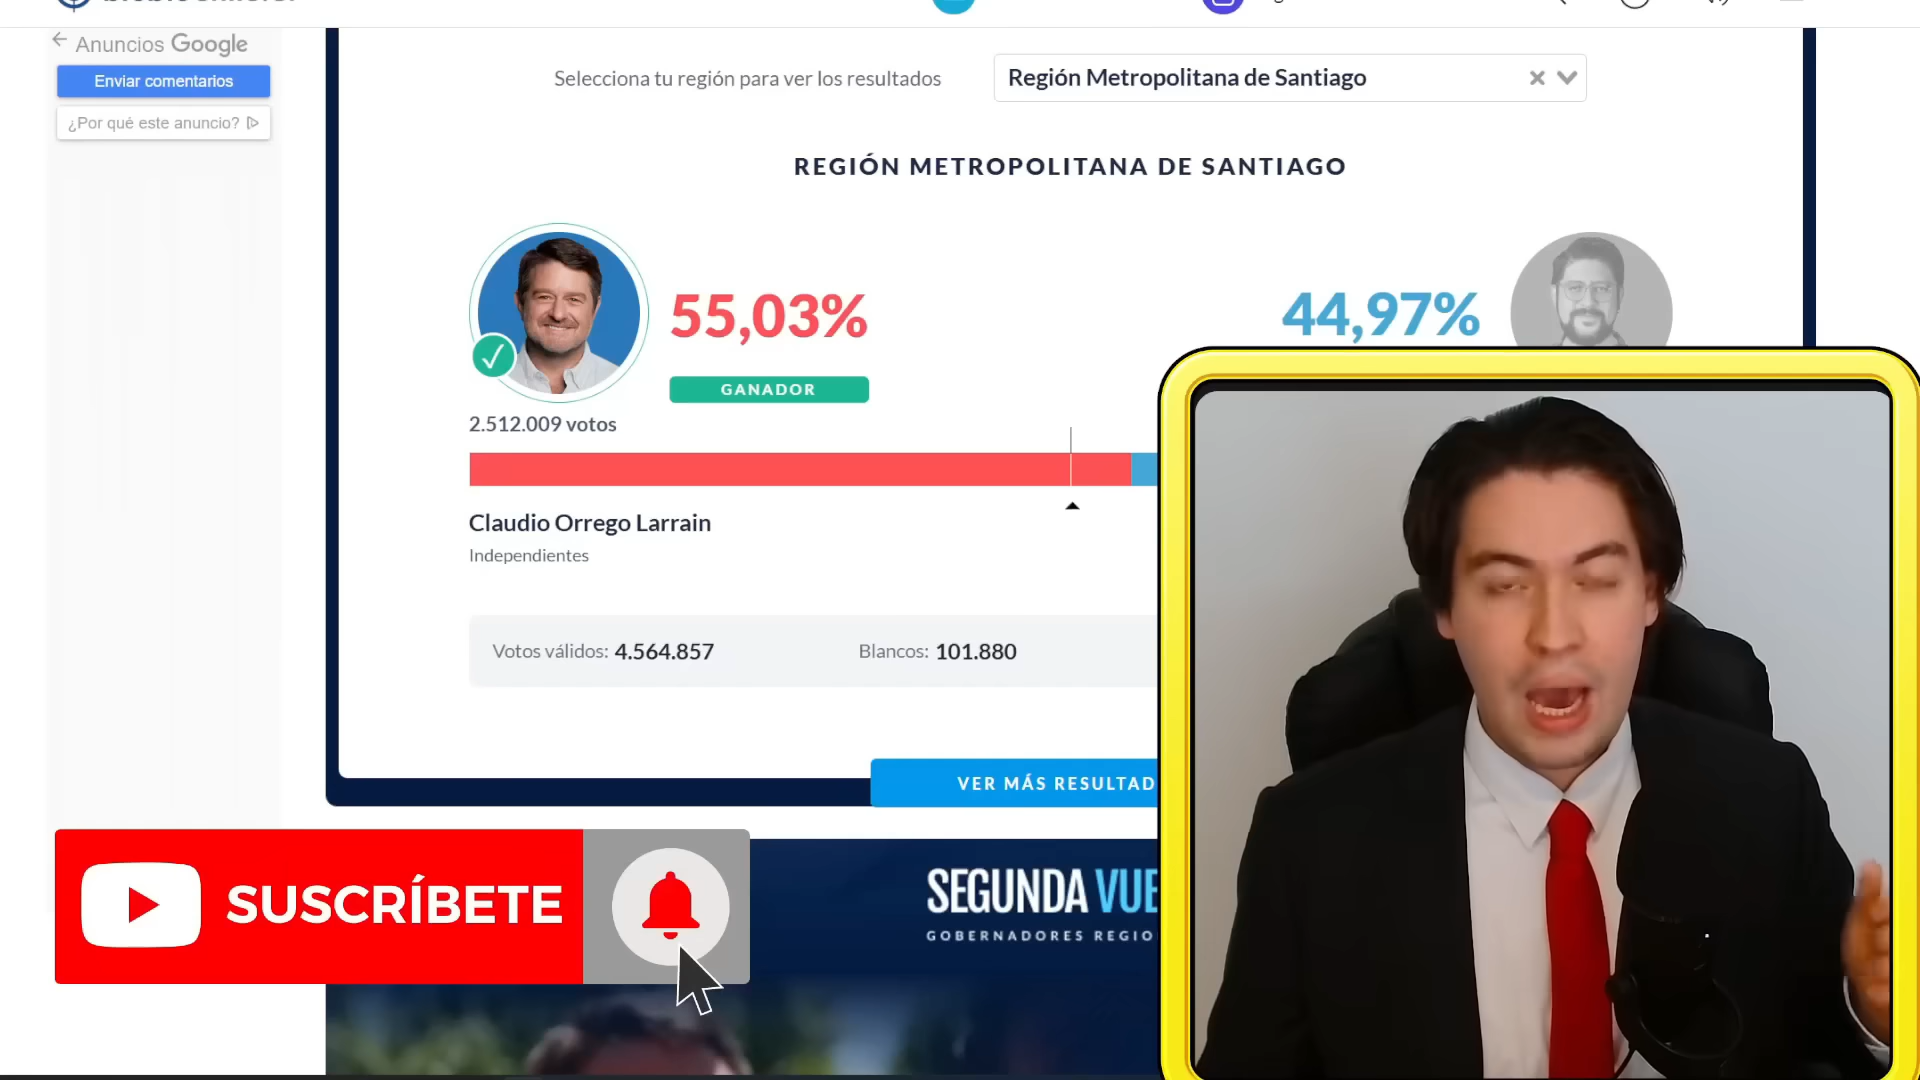 Anuncios Google
Enviar comentarios
¿Por qué este anuncio?
Selecciona tu región para ver los resultados
Región Metropolitana de Santiago
REGIÓN METROPOLITANA DE SANTIAGO
55,03%
44,97%
GANADOR
2.512.009 votos
Claudio Orrego Larrain
Independientes
Votos válidos: 4.564.857
Blancos: 101.880
VER MÁS RESULTAD
SUSCRÍBETE
SEGUNDA VUE
GOBERNADORES REGIO